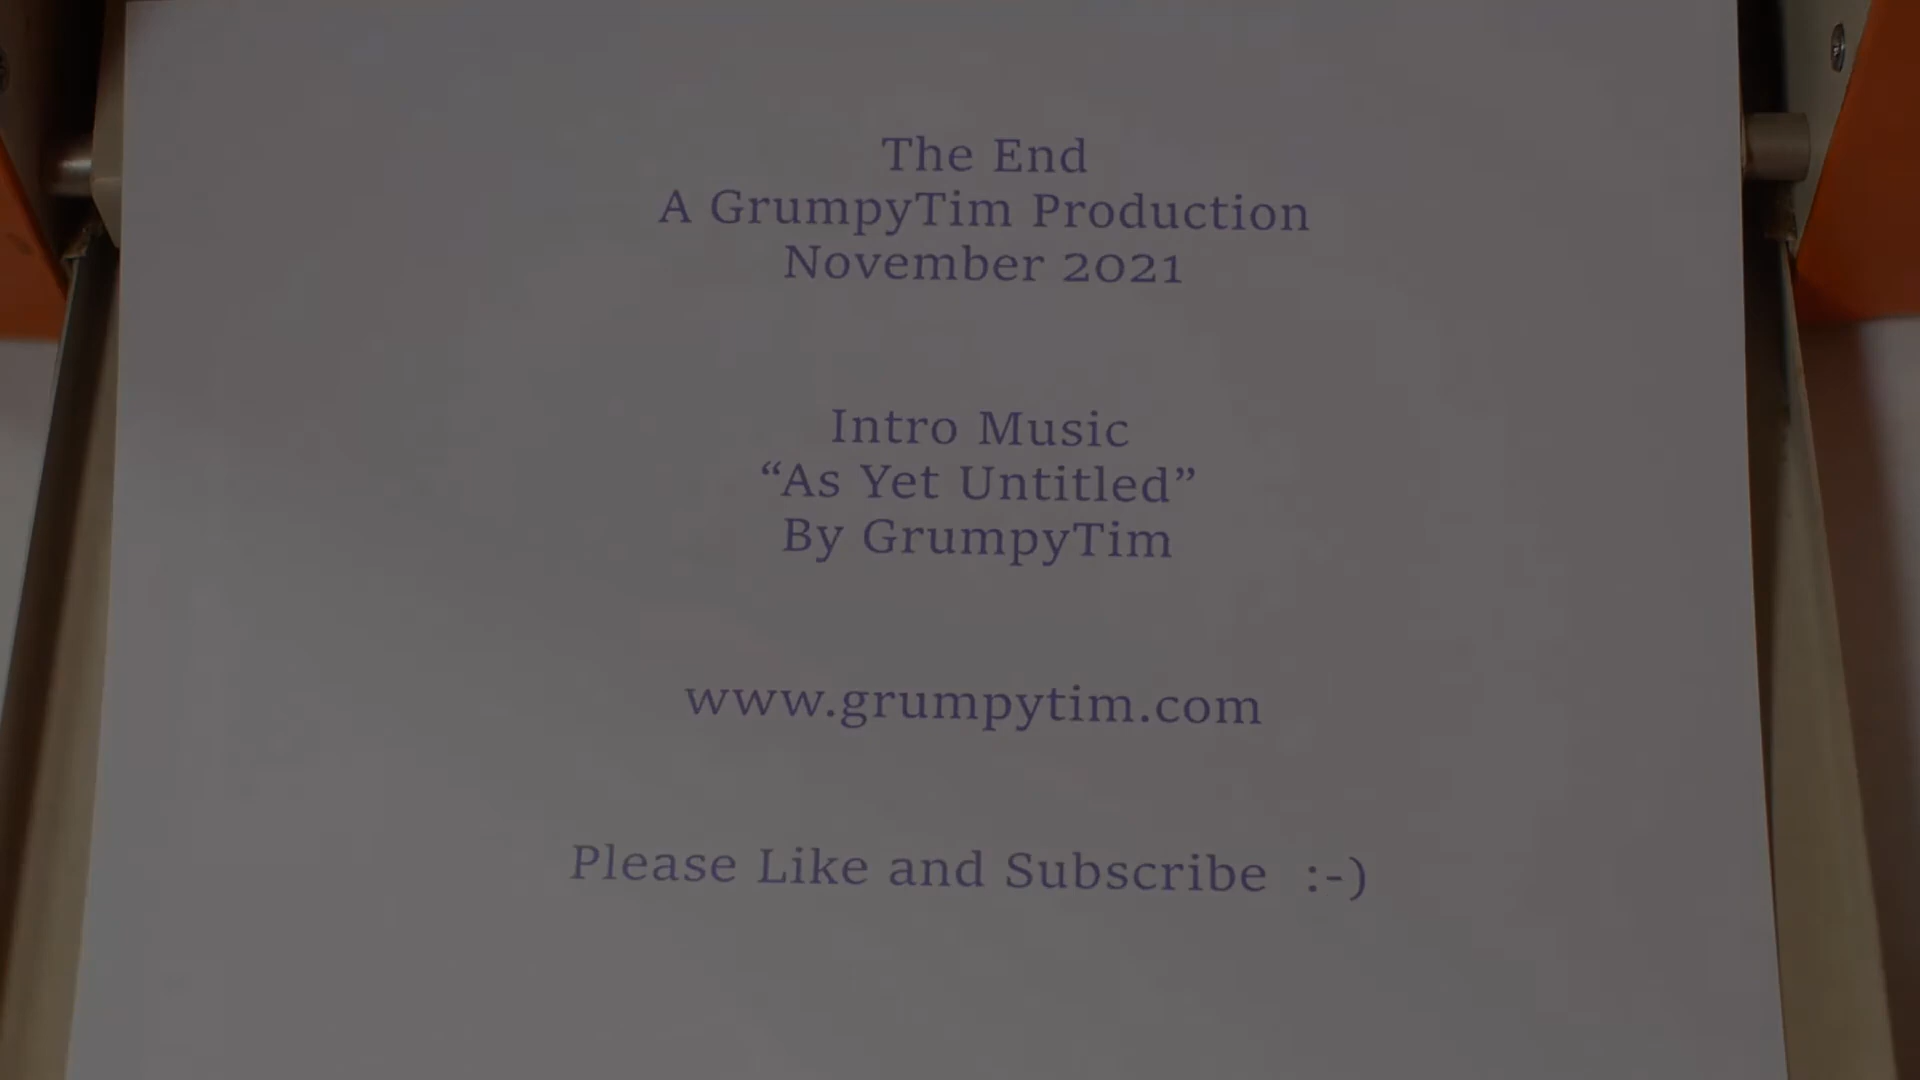 The End
A GrumpyTim Production
November 2021
Intro Music
“As Yet Untitled”
By GrumpyTim
www.grumpytim.com
Please Like and Subscribe  :-)